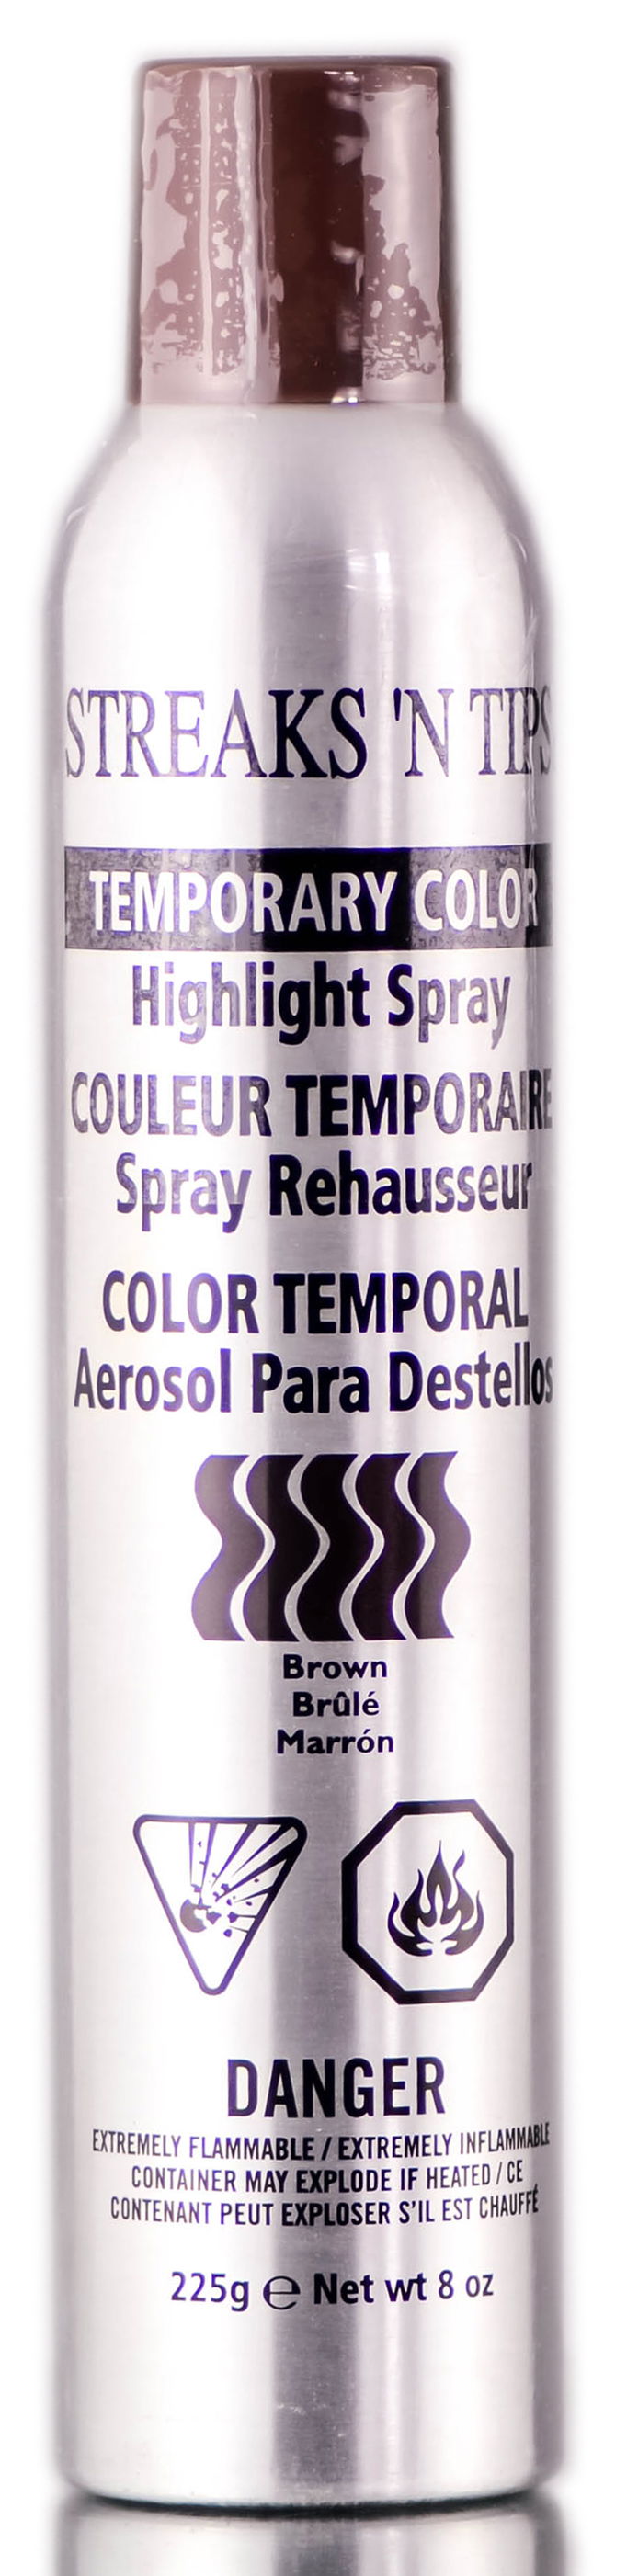 STREAKS 'N TIPS
TEMPORARY COLOR
Highlight Spray
COULEUR TEMPORAIRE
Spray Rehausseur
COLOR TEMPORAL
Aerosol Para Destellos
Brown
Brûlé
Marrón
DANGER
EXTREMELY FLAMMABLE / EXTREMELY INFLAMMABLE
CONTAINER MAY EXPLODE IF HEATED / CE
CONTENANT PEUT EXPLOSER S'IL EST CHAUFFÉ
225g ℮ Net wt 8 oz